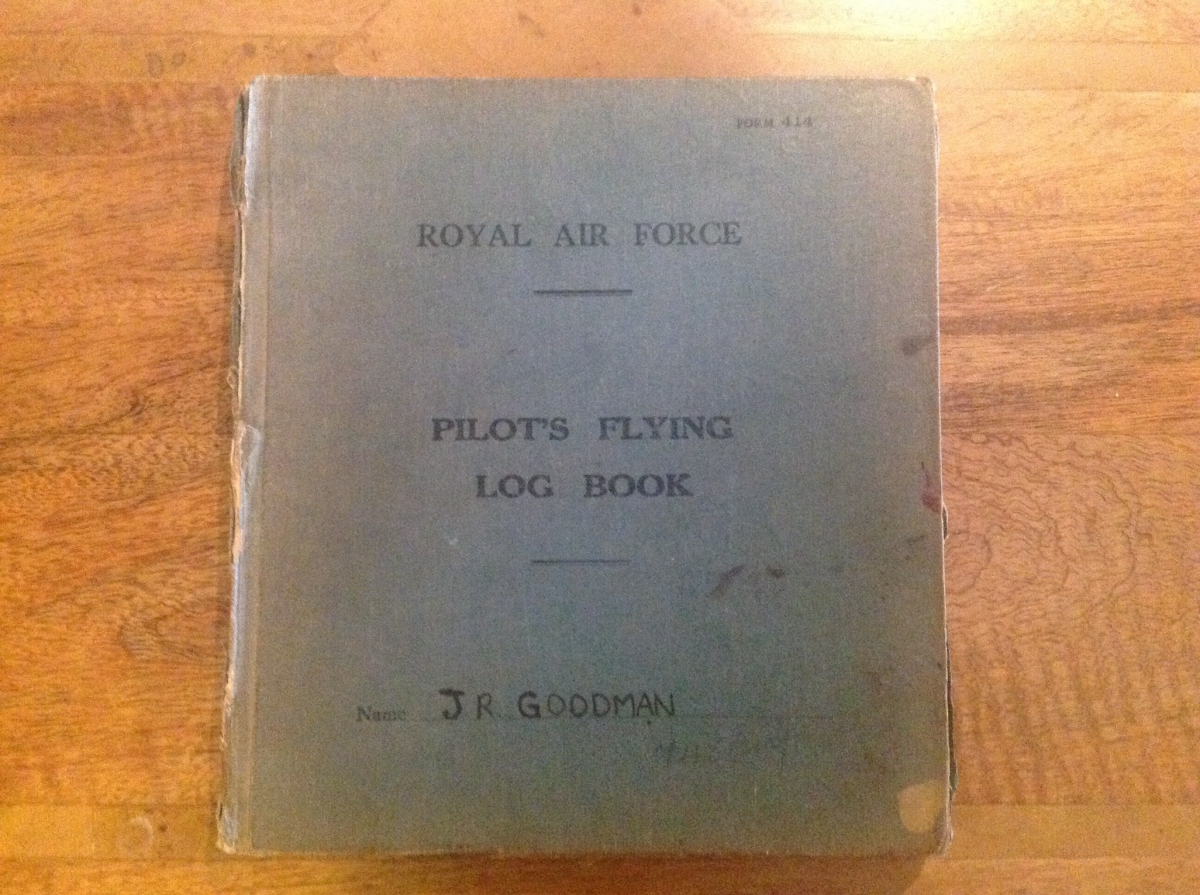 FORM 414
ROYAL AIR FORCE
PILOT'S FLYING
LOG BOOK
Name J R GOODMAN